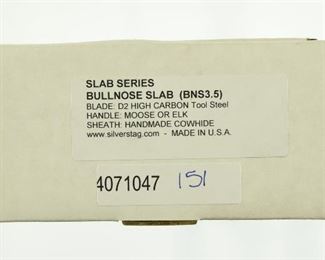 SLAB SERIES
BULLNOSE SLAB (BNS3.5)
BLADE: D2 HIGH CARBON Tool Steel
HANDLE: MOOSE OR ELK
SHEATH: HANDMADE COWHIDE
www.silverstag.com - MADE IN U.S.A.
4071047 151